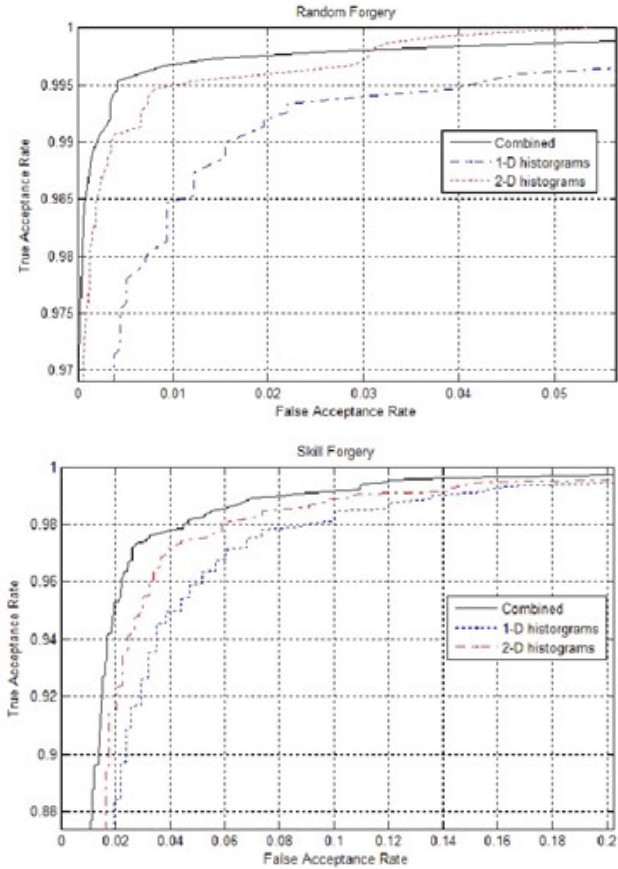 Random Forgery
1
0.995
0.99
0.985
0.98
0.975
0.97
True Acceptance Rate
Combined
1-D historgrams
2-D histograms
0 0.01 0.02 0.03 0.04 0.05
False Acceptance Rate
Skill Forgery
1
0.98
0.96
0.94
0.92
0.9
0.88
True Acceptance Rate
Combined
1-D historgrams
2-D histograms
0 0.02 0.04 0.06 0.08 0.1 0.12 0.14 0.16 0.18 0.2
False Acceptance Rate